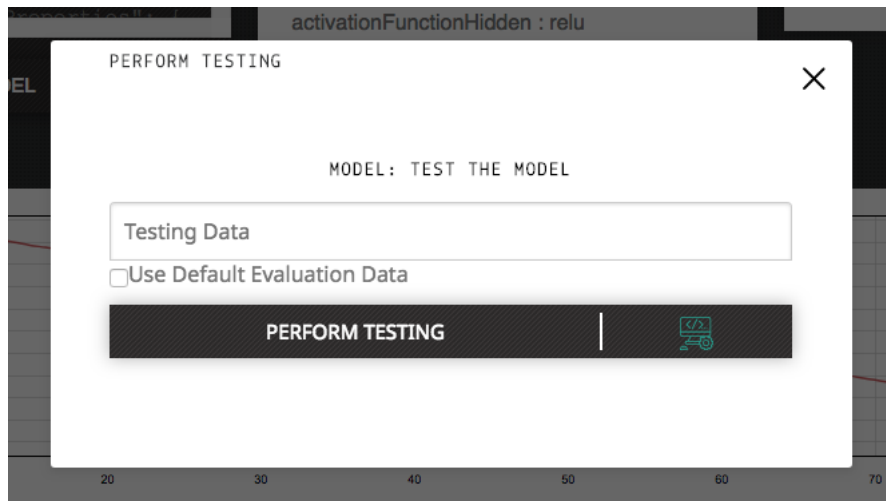 activationFunctionHidden : relu
PERFORM TESTING
MODEL: TEST THE MODEL
Testing Data
Use Default Evaluation Data
PERFORM TESTING
</>
20 30 40 50 60 70